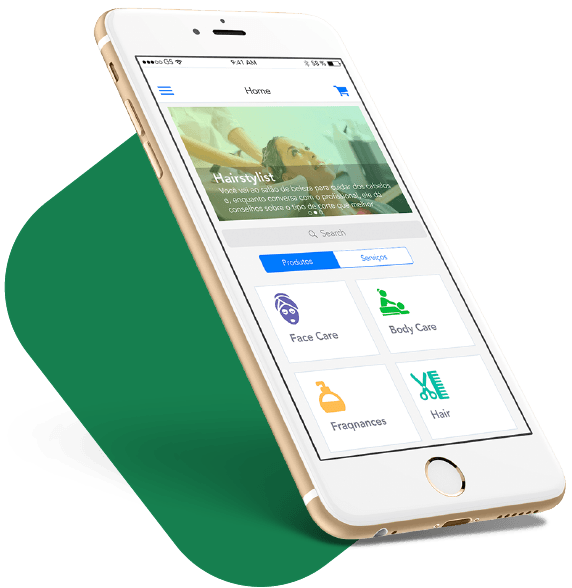 GS 9:41 AM 58 %
Home
Hairstylist
Você vai ao salão de beleza para cuidar dos cabelos
e, enquanto conversa com o profissional, ele dá
conselhos sobre o tipo de corte que melhor
Search
Produtos Serviços
Face Care Body Care
Fraqnances Hair